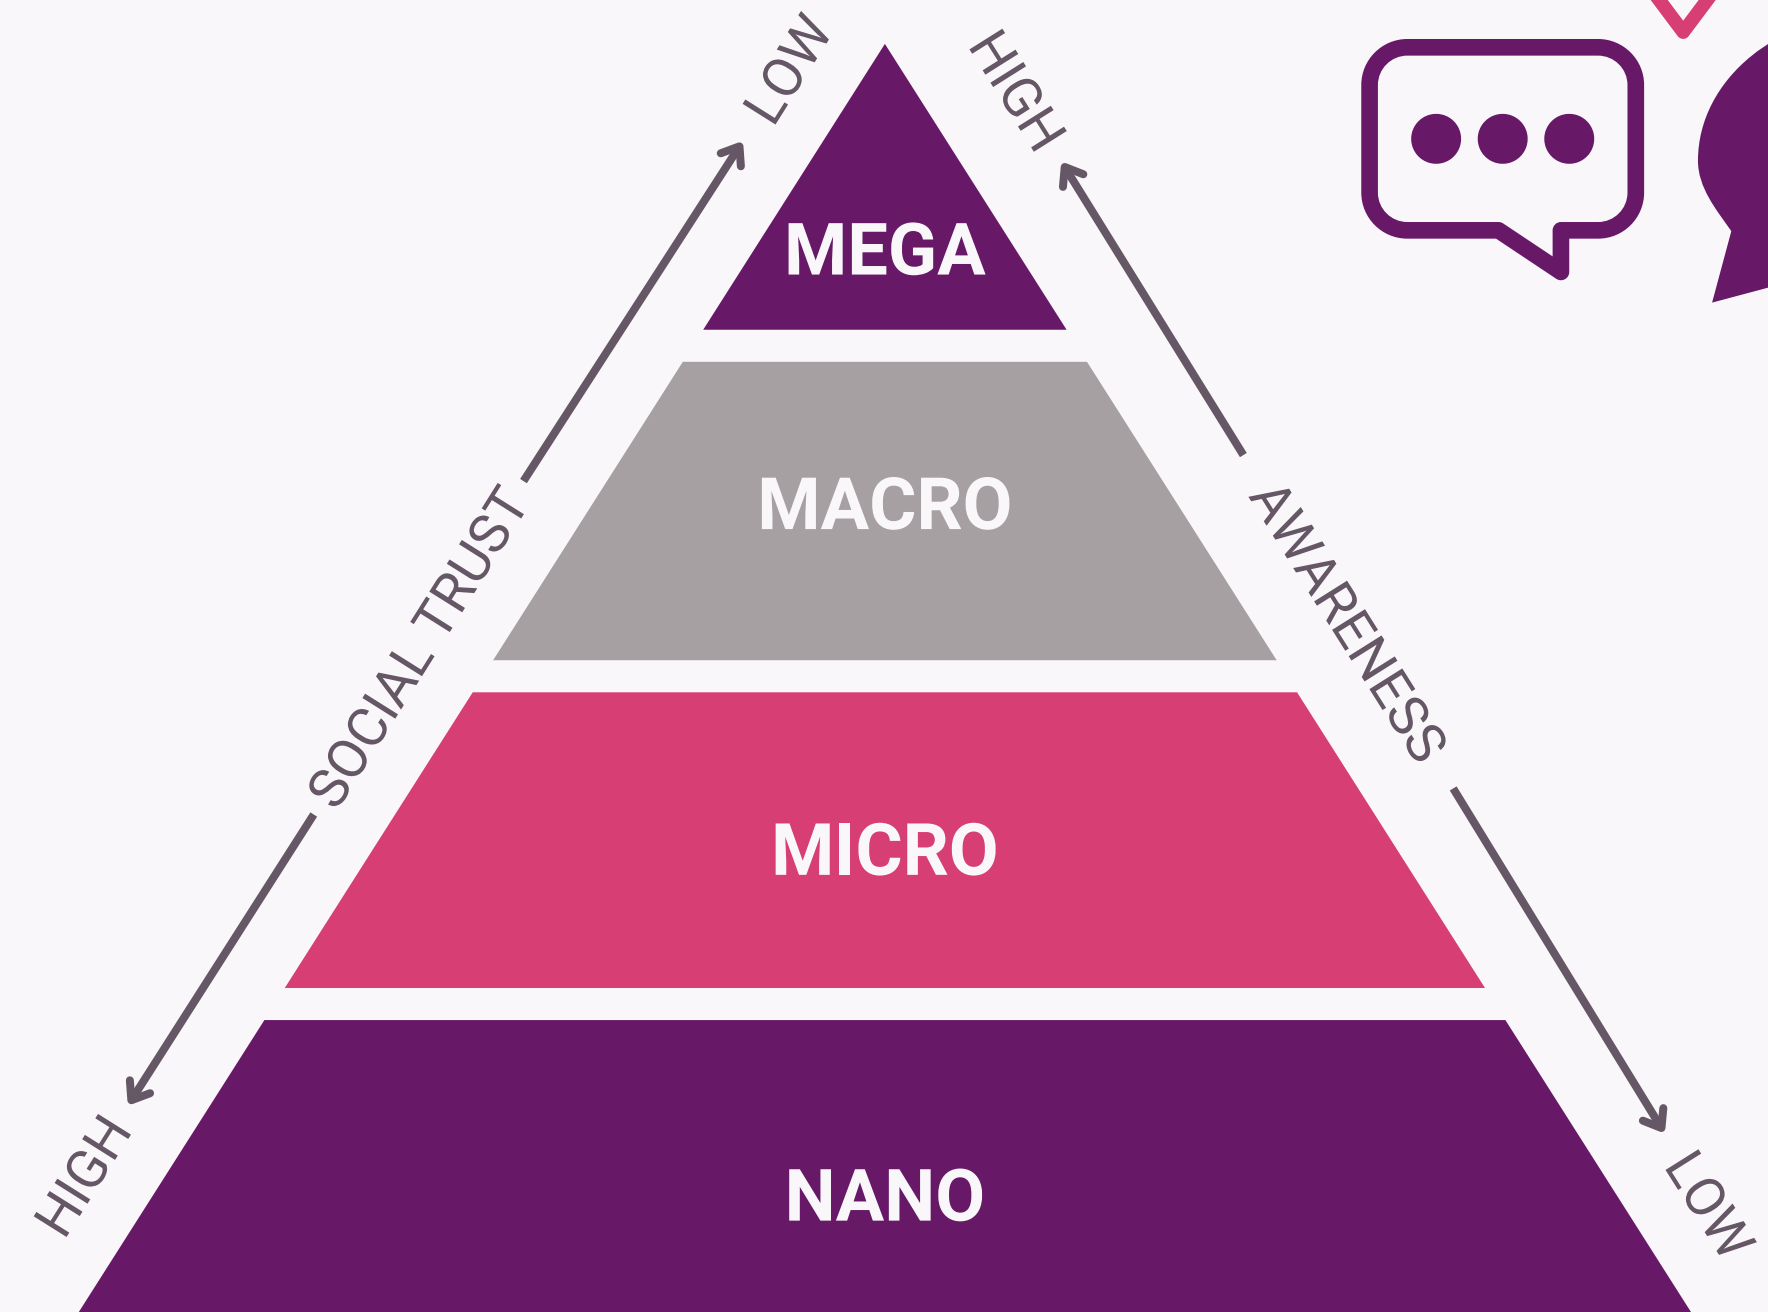 LOW
HIGH
MEGA
MACRO
SOCIAL TRUST
AWARENESS
MICRO
HIGH
LOW
NANO